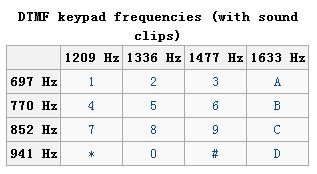 DTMF keypad frequencies (with sound
clips)
1209 Hz 1336 Hz 1477 Hz 1633 Hz
697 Hz 1 2 3 A
770 Hz 4 5 6 B
852 Hz 7 8 9 C
941 Hz * 0 # D